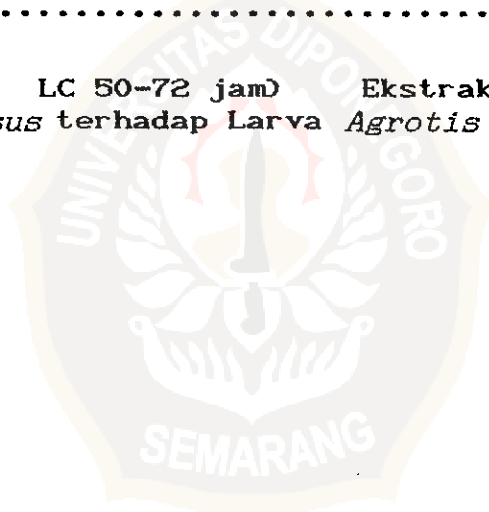 LC 50-72 jam) Ekstrak
sus terhadap Larva Agrotis
UNIVERSITAS DIPONEGORO
SEMARANG